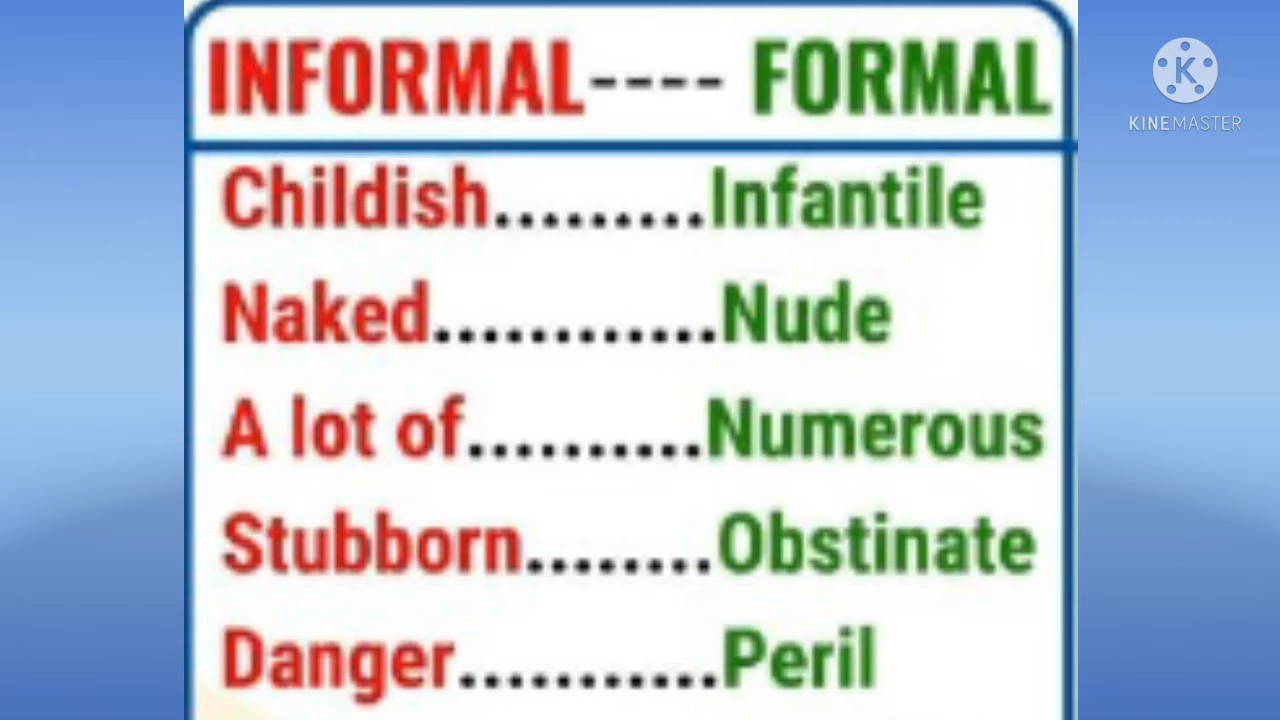 INFORMAL---- FORMAL
Childish.........Infantile
Naked............Nude
A lot of..........Numerous
Stubborn........Obstinate
Danger...........Peril
K
KINEMASTER